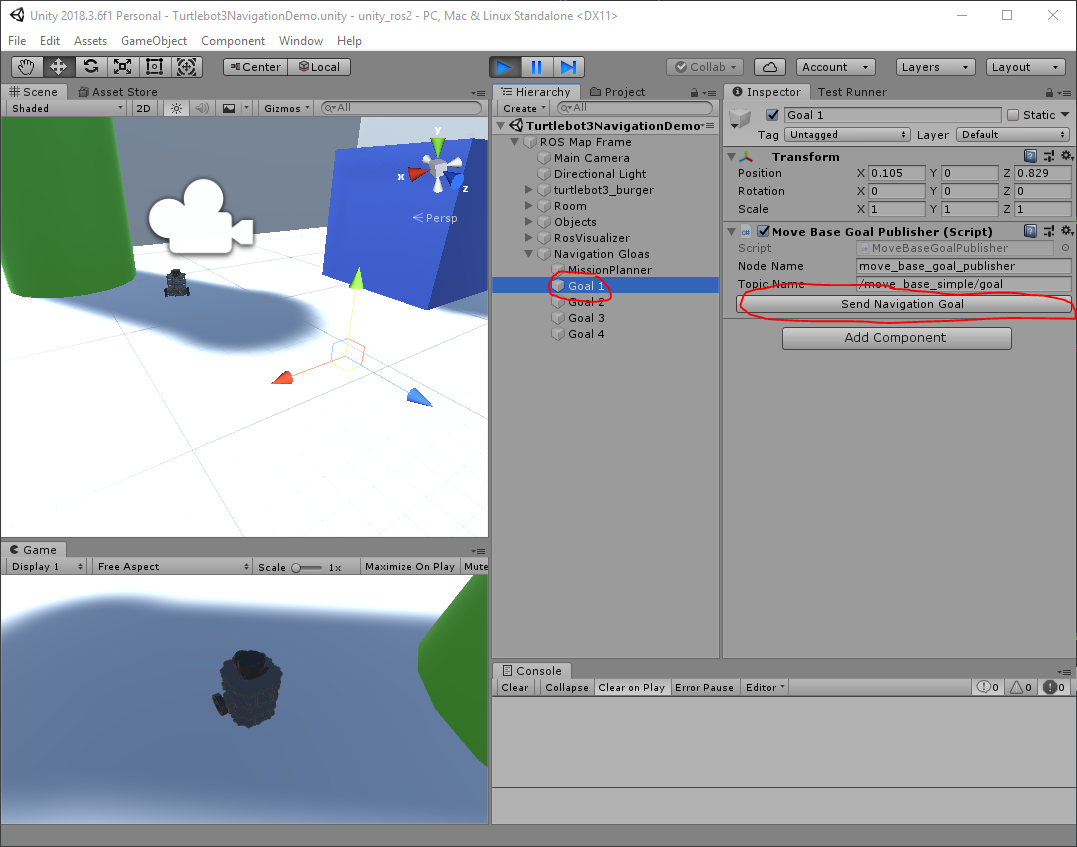 Unity 2018.3.6f1 Personal - Turtlebot3NavigationDemo.unity - unity_ros2 - PC, Mac & Linux Standalone <DX11>
File Edit Assets GameObject Component Window Help
Center Local Collab Account Layers Layout
Scene Asset Store
Shaded 2D Gizmos All
y
x
z
Persp
Game
Display 1 Free Aspect Scale 1x Maximize On Play Mute
Hierarchy Project
Create All
Turtlebot3NavigationDemo
ROS Map Frame
Main Camera
Directional Light
turtlebot3_burger
Room
Objects
RosVisualizer
Navigation Gloas
MissionPlanner
Goal 1
Goal 2
Goal 3
Goal 4
Inspector Test Runner
Goal 1 Static
Tag Untagged Layer Default
Transform
Position X 0.105 Y 0 Z 0.829
Rotation X 0 Y 0 Z 0
Scale X 1 Y 1 Z 1
Move Base Goal Publisher (Script)
Script MoveBaseGoalPublisher
Node Name move_base_goal_publisher
Topic Name /move_base_simple/goal
Send Navigation Goal
Add Component
Console
Clear Collapse Clear on Play Error Pause Editor 0 0 0